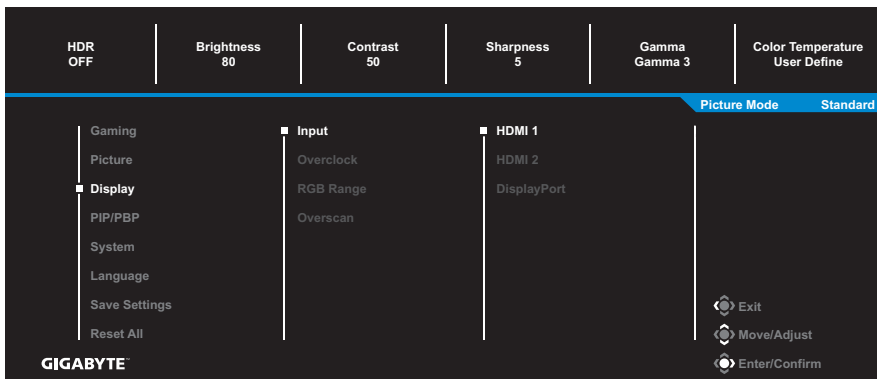 HDR Brightness Contrast Sharpness Gamma Color Temperature
OFF 80 50 5 Gamma 3 User Define
Picture Mode Standard
Gaming Input HDMI 1
Picture Overclock HDMI 2
Display RGB Range DisplayPort
PIP/PBP Overscan
System
Language
Save Settings Exit
Reset All Move/Adjust
GIGABYTE™ Enter/Confirm